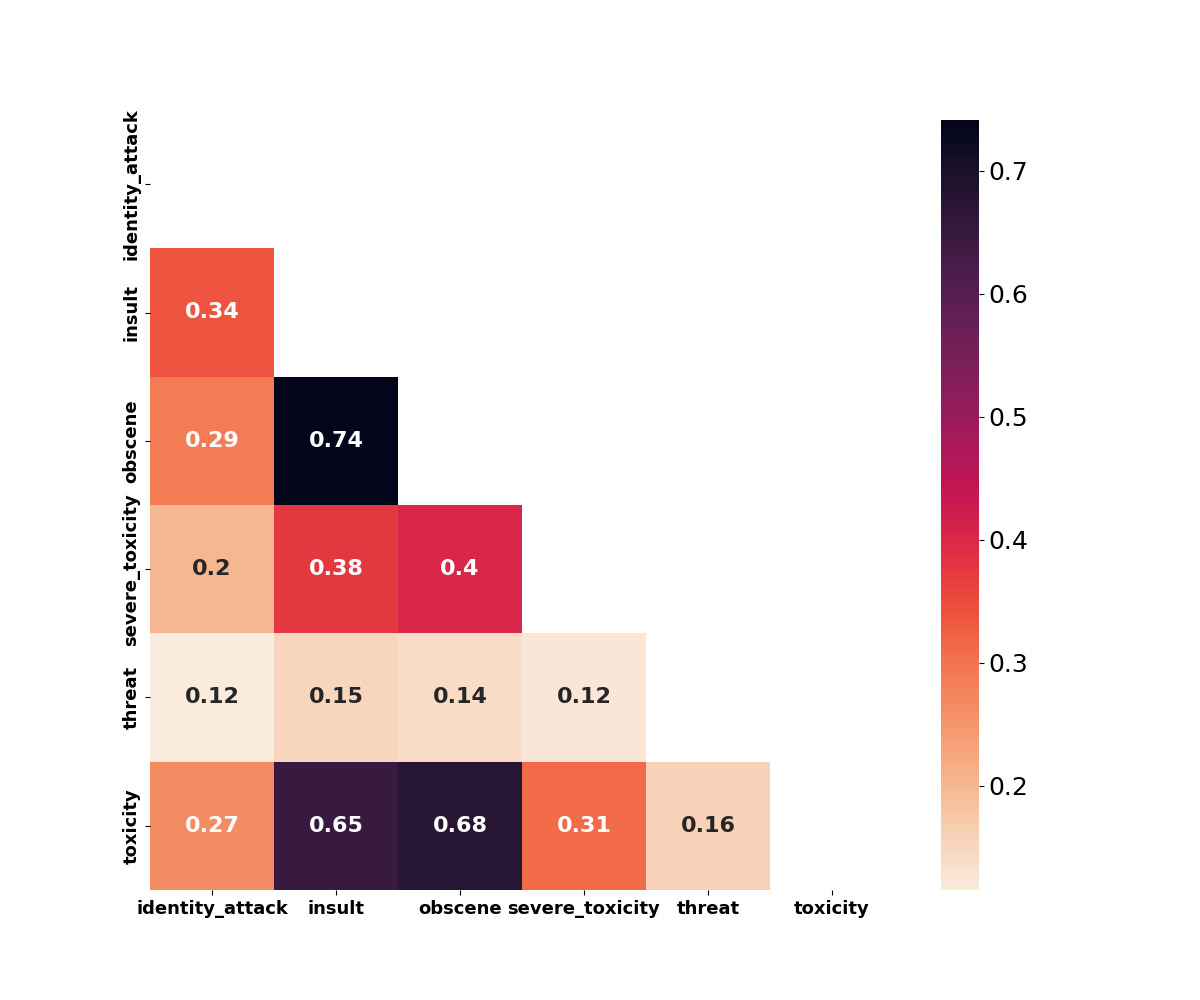 identity_attack
insult 0.34
obscene 0.29 0.74
severe_toxicity 0.2 0.38 0.4
threat 0.12 0.15 0.14 0.12
toxicity 0.27 0.65 0.68 0.31 0.16
identity_attack insult obscene severe_toxicity threat toxicity
0.7
0.6
0.5
0.4
0.3
0.2